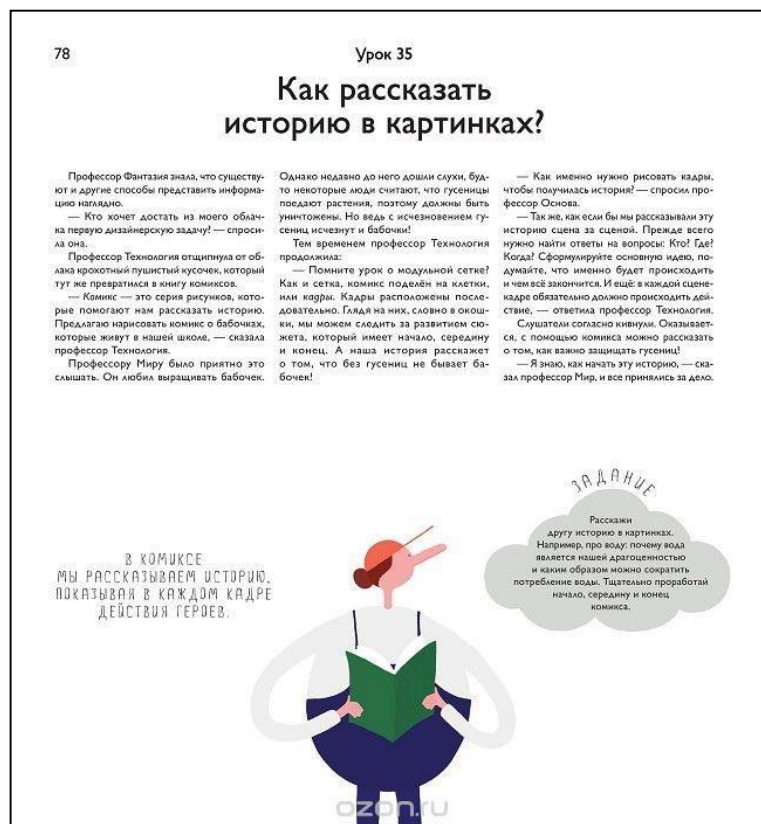 78
Урок 35
Как рассказать
историю в картинках?
Профессор Фантазия знала, что существу-
ют и другие способы представить информа-
цию наглядно.
— Кто хочет достать из моего облач-
ка первую дизайнерскую задачу? — спроси-
ла она.
Профессор Технология отщипнула от об-
лака крохотный пушистый кусочек, который
тут же превратился в книгу комиксов.
— Комикс — это серия рисунков, кото-
рые помогают нам рассказать историю.
Предлагаю нарисовать комикс о бабочках,
которые живут в нашей школе, — сказала
профессор Технология.
Профессору Миру было приятно это
слышать. Он любил выращивать бабочек.
Однако недавно до него дошли слухи, буд-
то некоторые люди считают, что гусеницы
поедают растения, поэтому должны быть
уничтожены. Но ведь с исчезновением гу-
сениц исчезнут и бабочки!
Тем временем профессор Технология
продолжила:
— Помните урок о модульной сетке?
Как и сетка, комикс поделён на клетки,
или кадры. Кадры расположены после-
довательно. Глядя на них, словно в окош-
ки, мы можем следить за развитием сю-
жета, который имеет начало, середину
и конец. А наша история расскажет
о том, что без гусениц не бывает ба-
бочек!
— Как именно нужно рисовать кадры,
чтобы получилась история? — спросил про-
фессор Основа.
— Так же, как если бы мы рассказывали эту
историю сцена за сценой. Прежде всего
нужно найти ответы на вопросы: Кто? Где?
Когда? Сформулируйте основную идею, по-
думайте, что именно будет происходить
и чем всё закончится. И ещё: в каждой сцене-
кадре обязательно должно происходить дей-
ствие, — ответила профессор Технология.
Слушатели согласно кивнули. Оказывает-
ся, с помощью комикса можно рассказать
о том, как важно защищать гусениц!
— Я знаю, как начать эту историю, — ска-
зал профессор Мир, и все принялись за дело.
В КОМИКСЕ
МЫ РАССКАЗЫВАЕМ ИСТОРИЮ,
ПОКАЗЫВАЯ В КАЖДОМ КАДРЕ
ДЕЙСТВИЯ ГЕРОЕВ.
ЗАДАНИЕ
Расскажи
другу историю в картинках.
Например, про воду: почему вода
является нашей драгоценностью
и каким образом можно сократить
потребление воды. Тщательно проработай
начало, середину и конец
комикса.
ozon.ru